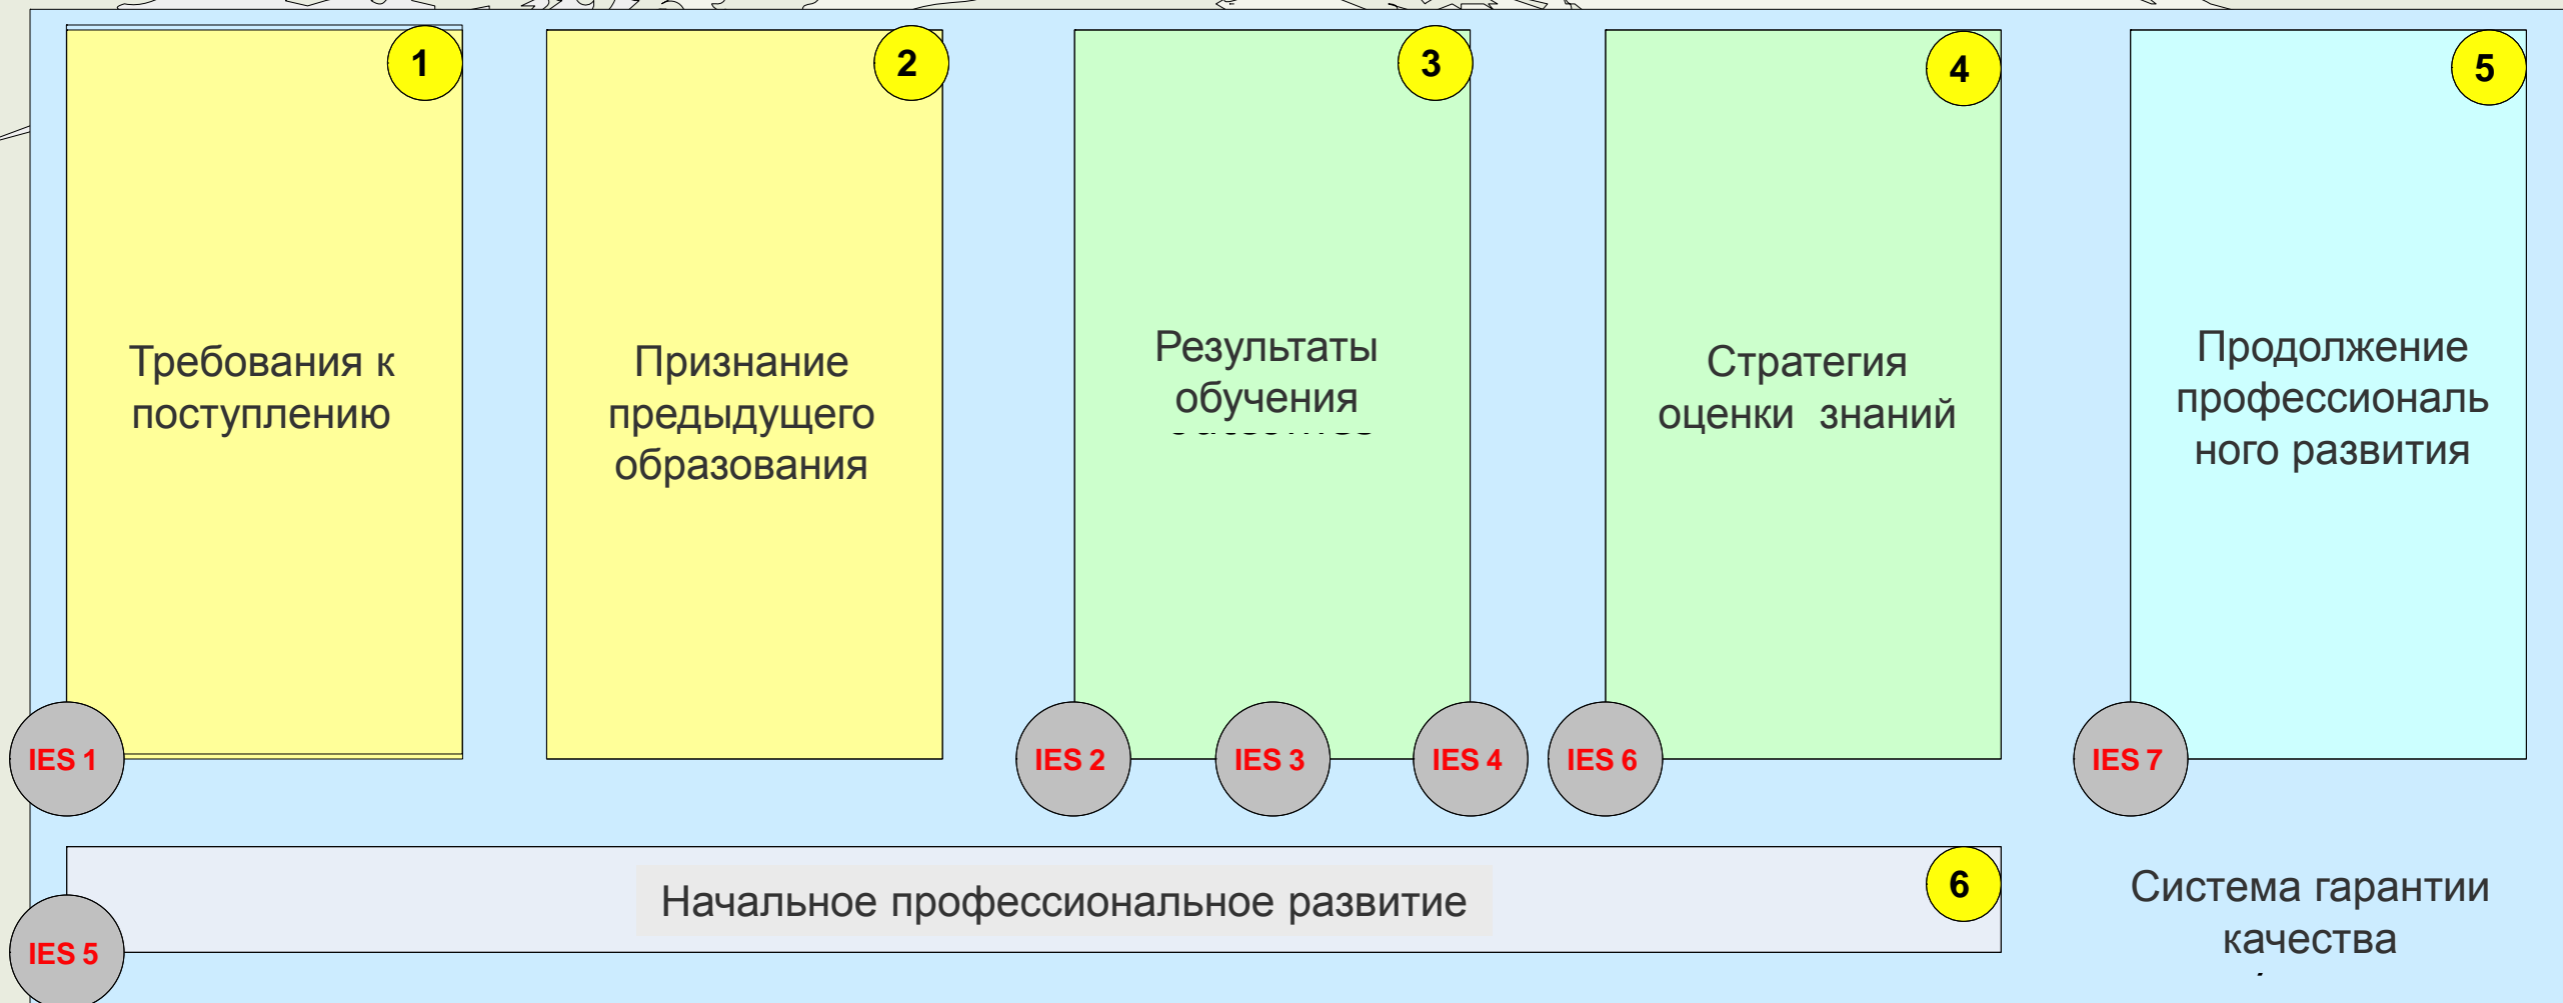 1
Требования к
поступлению
IES 1
2
Признание
предыдущего
образования
3
Результаты
обучения
IES 2
IES 3
IES 4
4
Стратегия
оценки знаний
IES 6
5
Продолжение
профессиональ
ного развития
IES 7
Начальное профессиональное развитие
6
IES 5
Система гарантии
качества